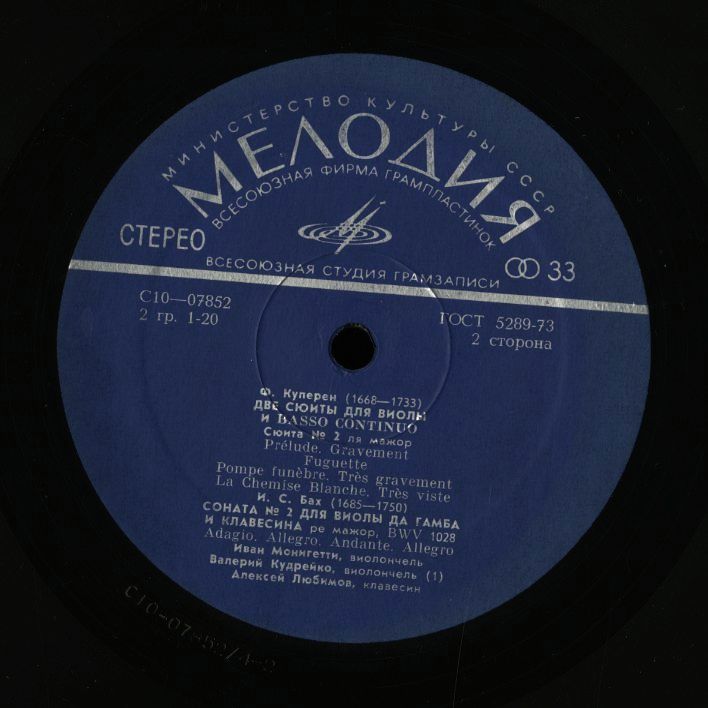 МИНИСТЕРСТВО КУЛЬТУРЫ СССР
МЕЛОДИЯ
ВСЕСОЮЗНАЯ ФИРМА ГРАМПЛАСТИНОК
СТЕРЕО
33
ВСЕСОЮЗНАЯ СТУДИЯ ГРАМЗАПИСИ
С10—07852
ГОСТ 5289-73
2 гр. 1-20
2 сторона
Ф. Куперен (1668—1733)
ДВЕ СЮИТЫ ДЛЯ ВИОЛЫ
И BASSO CONTINUO
Сюита № 2 ля мажор
Prélude. Gravement
Fuguette
Pompe funèbre. Très gravement
La Chemise Blanche. Très viste
И. С. Бах (1685—1750)
СОНАТА № 2 ДЛЯ ВИОЛЫ ДА ГАМБА
И КЛАВЕСИНА ре мажор, BWV 1028
Adagio. Allegro. Andante. Allegro
Иван Монигетти, виолончель
Валерий Кудрейко, виолончель (1)
Алексей Любимов, клавесин